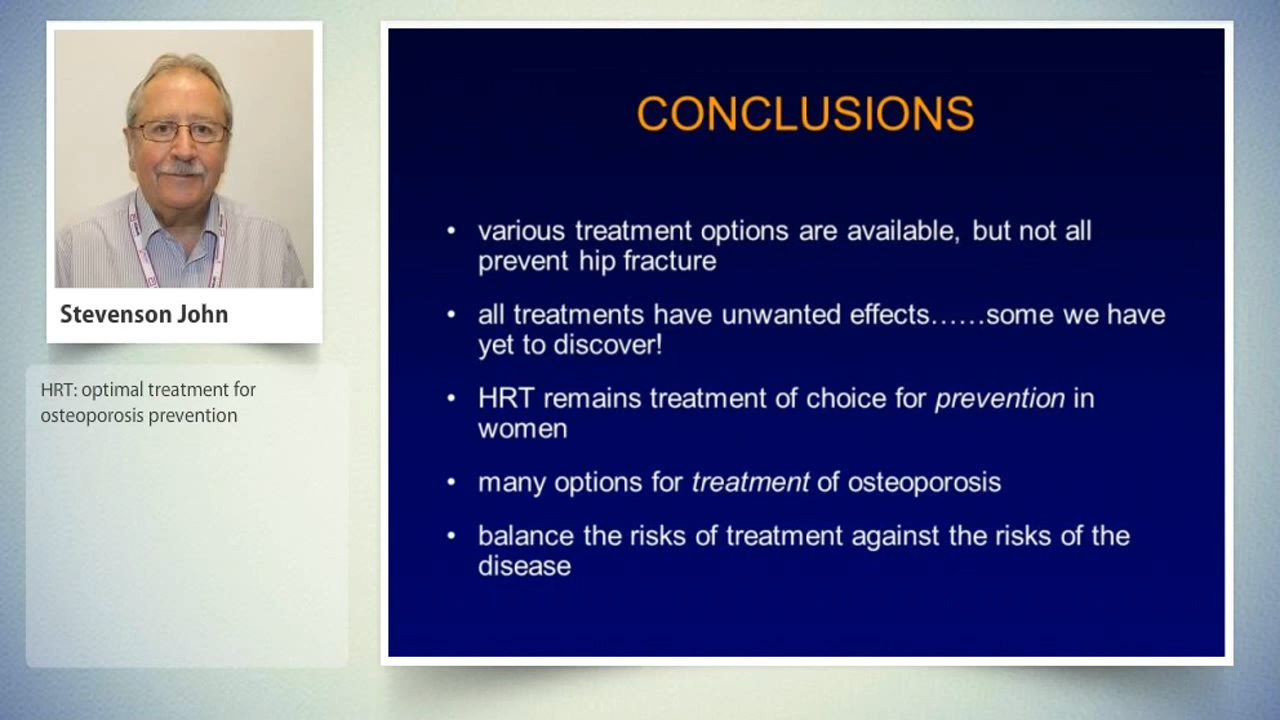 Stevenson John
HRT: optimal treatment for
osteoporosis prevention
CONCLUSIONS
• various treatment options are available, but not all
prevent hip fracture
• all treatments have unwanted effects……some we have
yet to discover!
• HRT remains treatment of choice for prevention in
women
• many options for treatment of osteoporosis
• balance the risks of treatment against the risks of the
disease